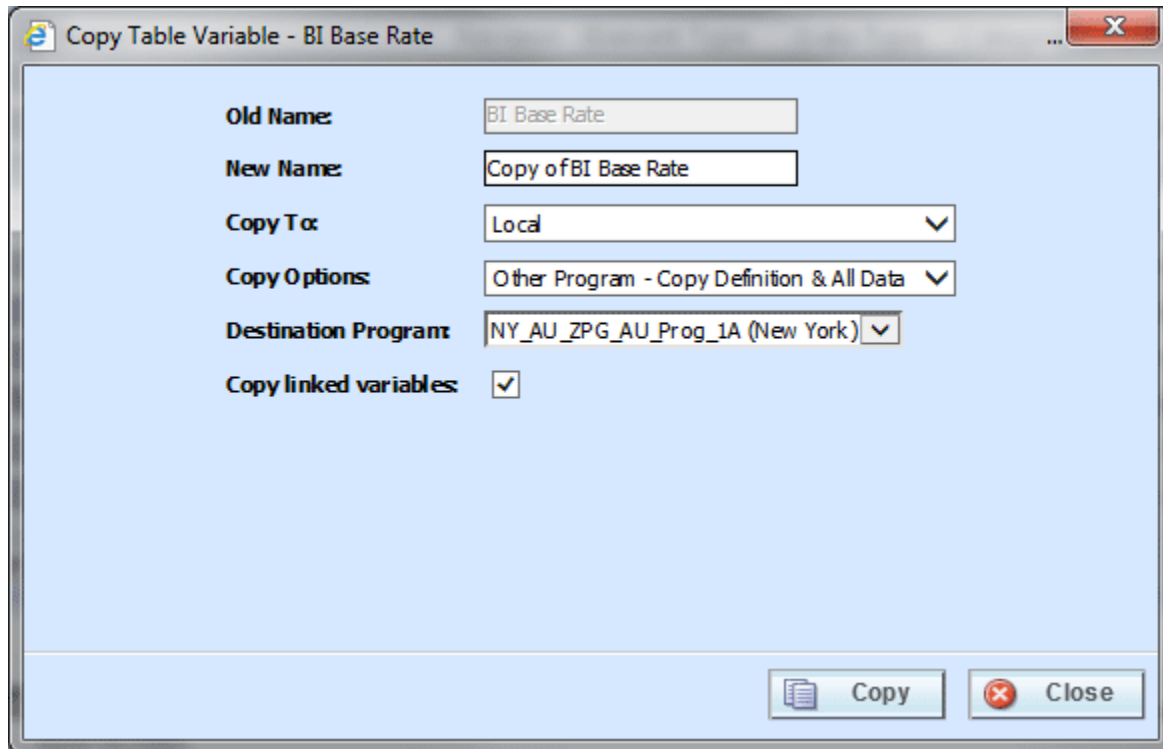 Copy Table Variable - BI Base Rate ...
Old Name: BI Base Rate
New Name: Copy of BI Base Rate
Copy To: Local
Copy Options: Other Program - Copy Definition & All Data
Destination Program: NY_AU_ZPG_AU_Prog_1A (New York)
Copy linked variables:
Copy Close